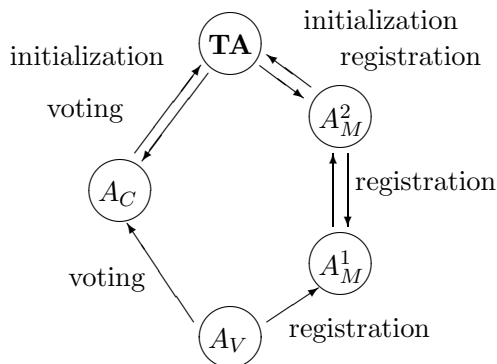 initialization
TA
initialization
registration
voting
$A_M^2$
$A_C$
registration
voting
$A_M^1$
$A_V$
registration